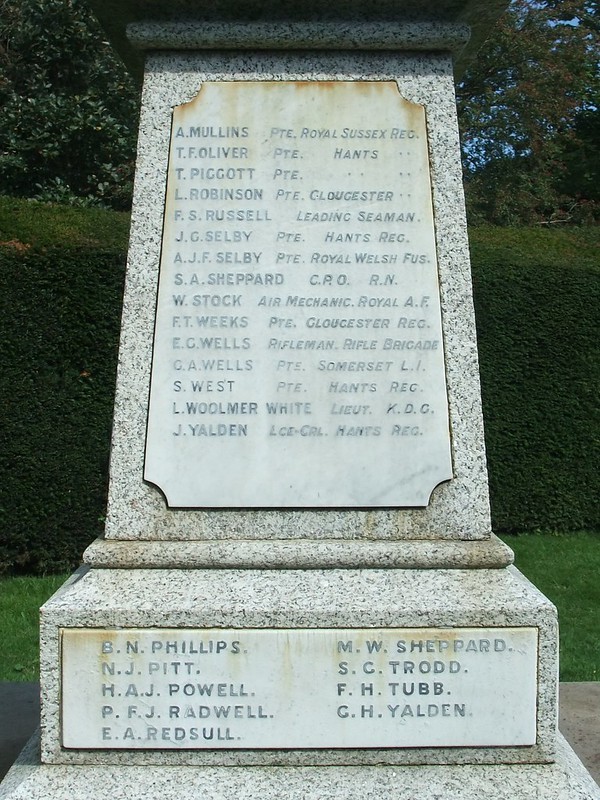 A. MULLINS PTE. ROYAL SUSSEX REG.
T.F. OLIVER PTE. HANTS ··
T. PIGGOTT PTE. ·· ··
L. ROBINSON PTE. GLOUCESTER ··
F.S. RUSSELL LEADING SEAMAN.
J.G. SELBY PTE. HANTS REG.
A.J.F. SELBY PTE. ROYAL WELSH FUS.
S.A. SHEPPARD C.P.O. R.N.
W. STOCK AIR MECHANIC. ROYAL A.F.
F.T. WEEKS PTE. GLOUCESTER REG.
E.G. WELLS RIFLEMAN. RIFLE BRIGADE
G.A. WELLS PTE. SOMERSET L.I.
S. WEST PTE. HANTS REG.
L. WOOLMER WHITE LIEUT. K.D.G.
J. YALDEN LCE-CRL. HANTS REG.
B.N. PHILLIPS.
N.J. PITT.
H.A.J. POWELL.
P.F.J. RADWELL.
E.A. REDSULL.
M.W. SHEPPARD.
S.C. TRODD.
F.H. TUBB.
G.H. YALDEN.